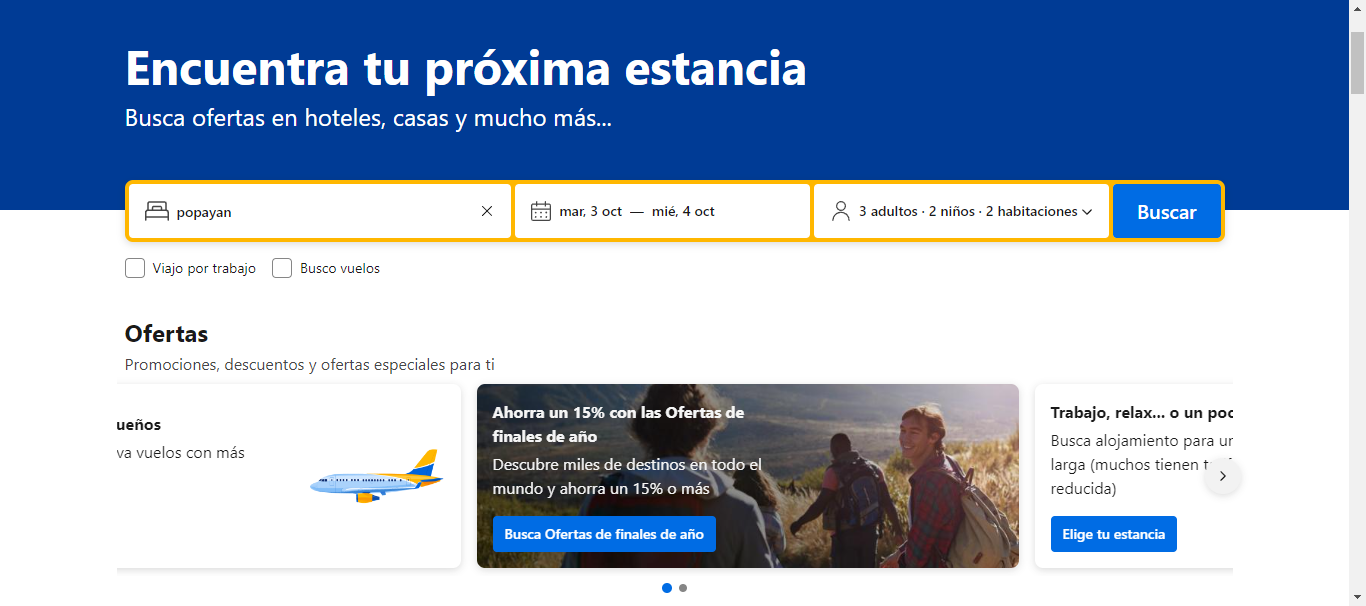 Encuentra tu próxima estancia
Busca ofertas en hoteles, casas y mucho más...
popayan
mar, 3 oct — mié, 4 oct
3 adultos · 2 niños · 2 habitaciones
Buscar
Viajo por trabajo
Busco vuelos
Ofertas
Promociones, descuentos y ofertas especiales para ti
ueños
va vuelos con más
Ahorra un 15% con las Ofertas de
finales de año
Descubre miles de destinos en todo el
mundo y ahorra un 15% o más
Busca Ofertas de finales de año
Trabajo, relax... o un poc
Busca alojamiento para ur
larga (muchos tienen
reducida)
Elige tu estancia